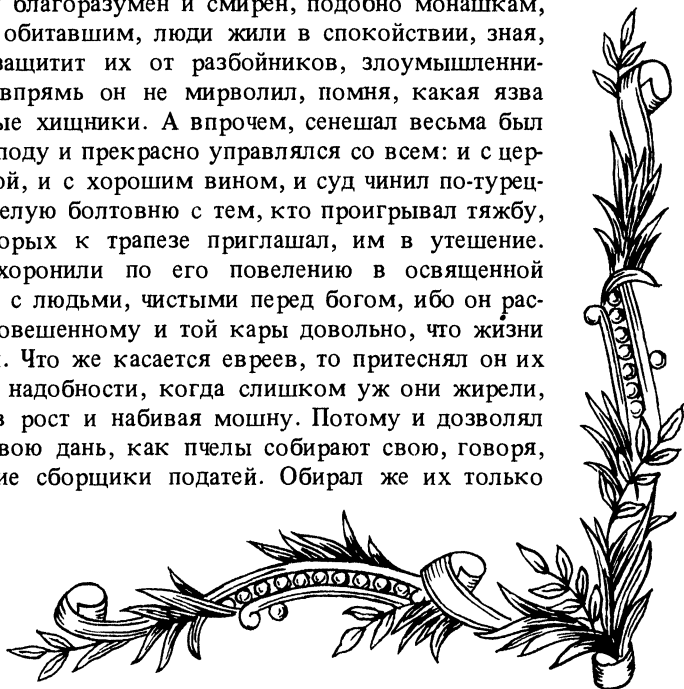 благоразумен и смирен, подобно монашкам,
обитавшим, люди жили в спокойствии, зная,
защитит их от разбойников, злоумышленни-
впрямь он не мирволил, помня, какая язва
ые хищники. А впрочем, сенешал весьма был
поду и прекрасно управлялся со всем: и с цер-
ой, и с хорошим вином, и суд чинил по-турец-
елую болтовню с тем, кто проигрывал тяжбу,
орых к трапезе приглашал, им в утешение.
хоронили по его повелению в освященной
с людьми, чистыми перед богом, ибо он рас-
овешенному и той кары довольно, что жизни
. Что же касается евреев, то притеснял он их
надобности, когда слишком уж они жирели,
в рост и набивая мошну. Потому и дозволял
вою дань, как пчелы собирают свою, говоря,
ие сборщики податей. Обирал же их только